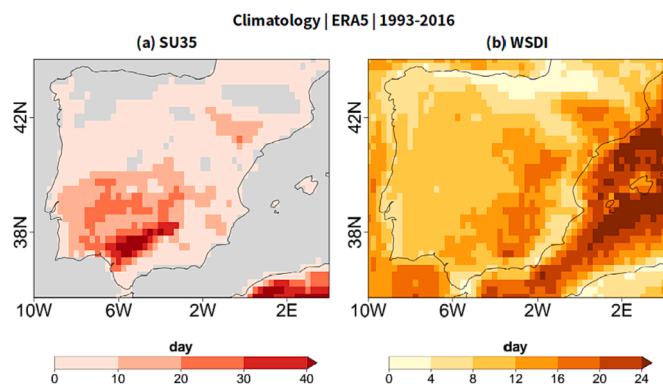 Climatology | ERA5 | 1993-2016
(a) SU35
(b) WSDI
42N
38N
10W 6W 2W 2E
42N
38N
10W 6W 2W 2E
day
0 10 20 30 40
day
0 4 8 12 16 20 24